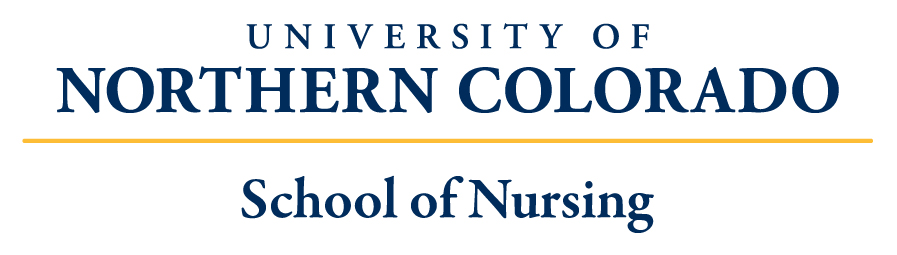 UNIVERSITY OF
NORTHERN COLORADO
School of Nursing